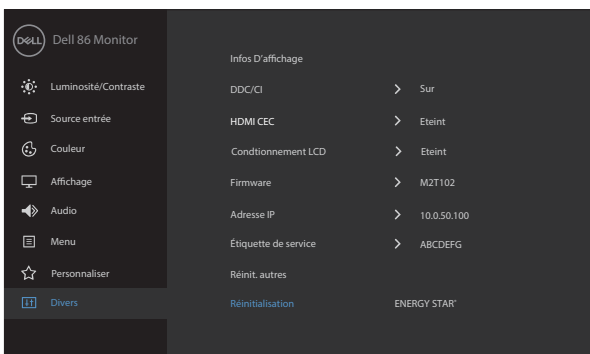 DELL Dell 86 Monitor
Infos D'affichage
Luminosité/Contraste DDC/CI > Sur
Source entrée HDMI CEC > Eteint
Couleur Condtionnement LCD > Eteint
Affichage Firmware > M2T102
Audio Adresse IP > 10.0.50.100
Menu Étiquette de service > ABCDEFG
Personnaliser Réinit. autres
Divers Réinitialisation ENERGY STAR®